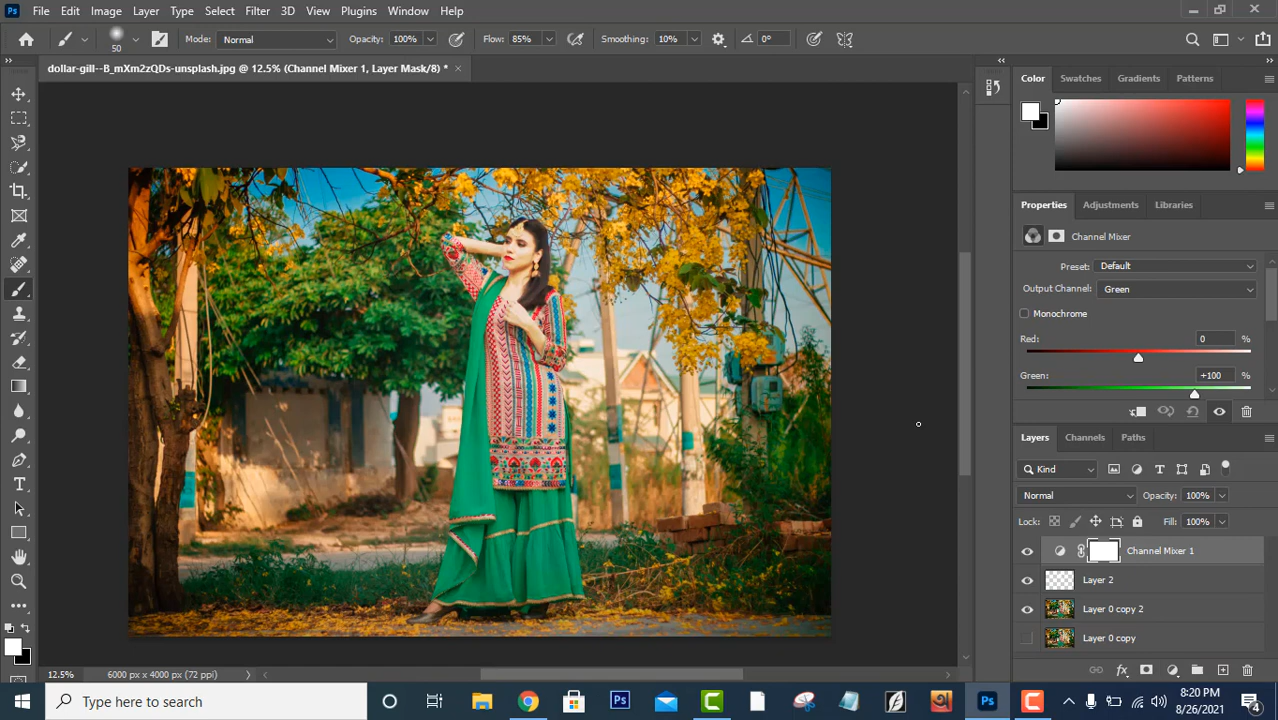 Ps File Edit Image Layer Type Select Filter 3D View Plugins Window Help
50 Mode: Normal Opacity: 100% Flow: 85% Smoothing: 10% 0°
dollar-gill--B_mXm2zQDs-unsplash.jpg @ 12.5% (Channel Mixer 1, Layer Mask/8) * ×
Color Swatches Gradients Patterns
Properties Adjustments Libraries
Channel Mixer
Preset: Default
Output Channel: Green
Monochrome
Red: 0 %
Green: +100 %
Layers Channels Paths
Kind
Normal Opacity: 100%
Lock: Fill: 100%
Channel Mixer 1
Layer 2
Layer 0 copy 2
Layer 0 copy
12.5% 6000 px x 4000 px (72 ppi)
Type here to search
Ps
Ps
8:20 PM
8/26/2021
4